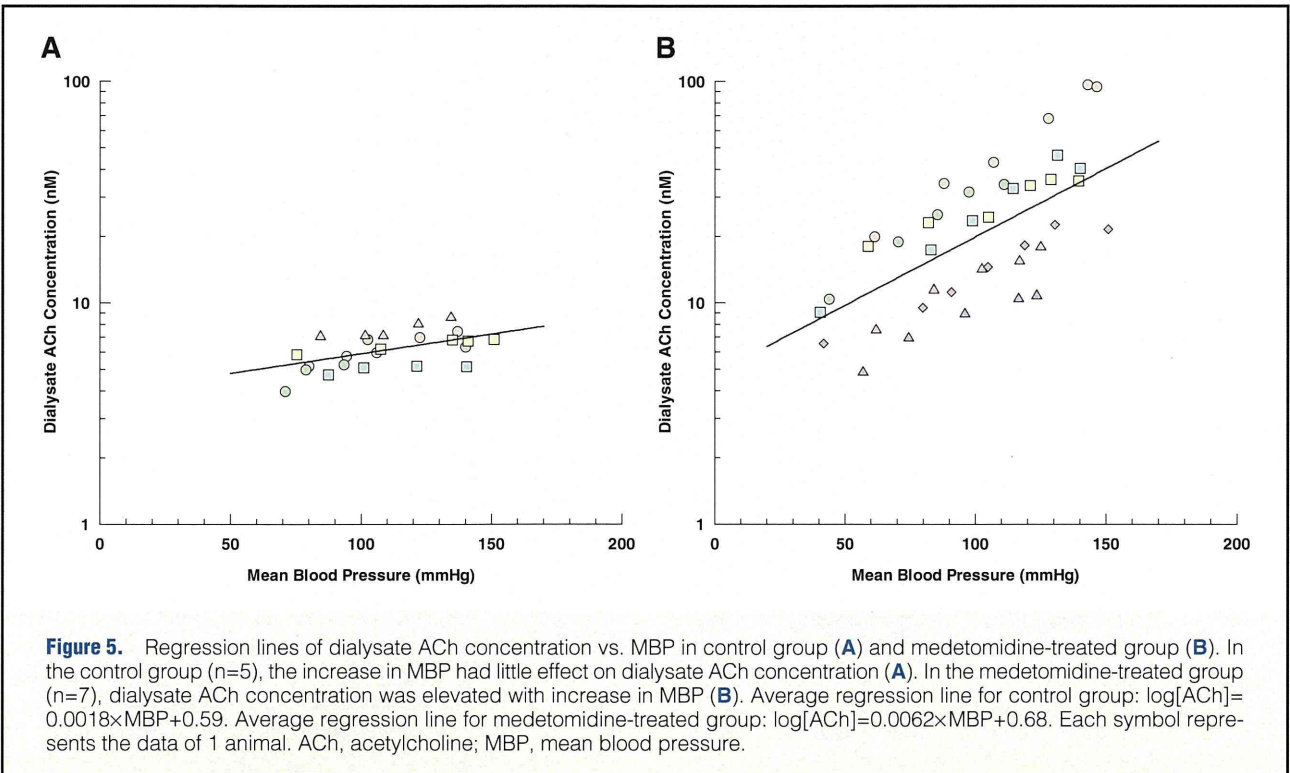 A
B
100
10
1
0
50
100
150
200
Dialysate ACh Concentration (nM)
Mean Blood Pressure (mmHg)
100
10
1
0
50
100
150
200
Dialysate ACh Concentration (nM)
Mean Blood Pressure (mmHg)
Figure 5. Regression lines of dialysate ACh concentration vs. MBP in control group (A) and medetomidine-treated group (B). In
the control group (n=5), the increase in MBP had little effect on dialysate ACh concentration (A). In the medetomidine-treated group
(n=7), dialysate ACh concentration was elevated with increase in MBP (B). Average regression line for control group: log[ACh]=
0.0018×MBP+0.59. Average regression line for medetomidine-treated group: log[ACh]=0.0062×MBP+0.68. Each symbol repre-
sents the data of 1 animal. ACh, acetylcholine; MBP, mean blood pressure.